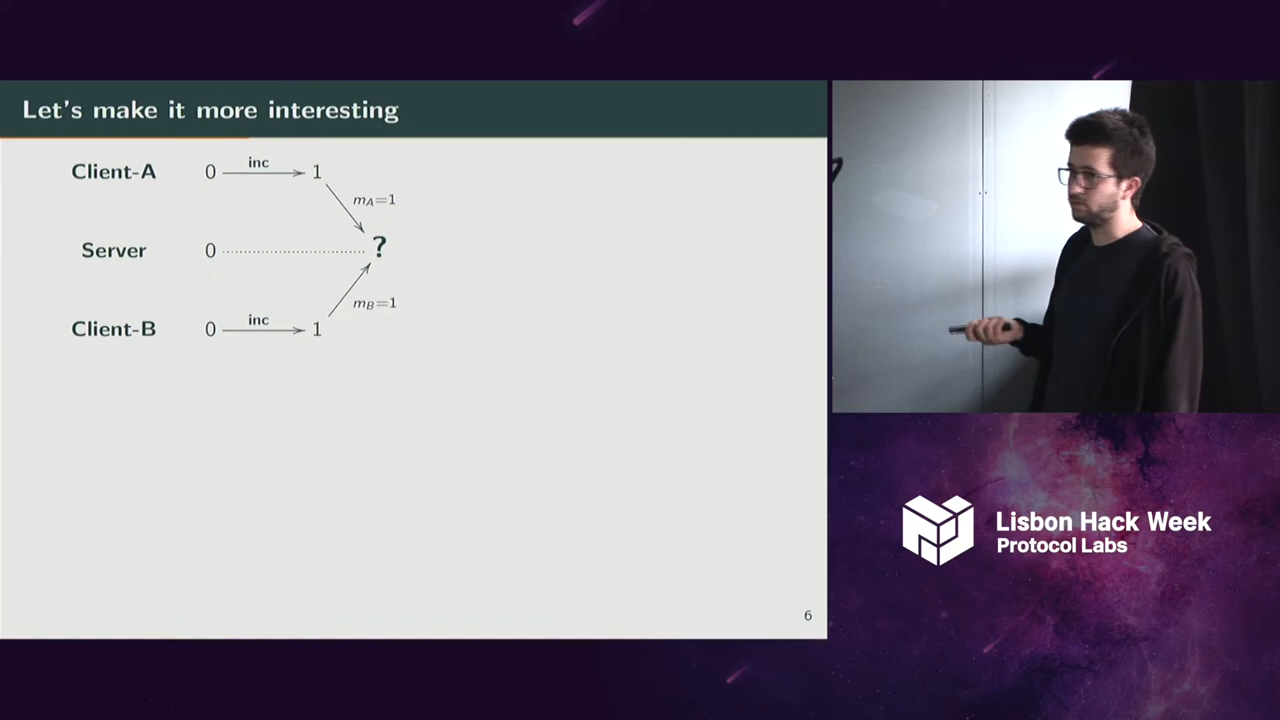 Let's make it more interesting
Client-A 0 inc 1
m_A=1
Server 0 ?
m_B=1
Client-B 0 inc 1
6
Lisbon Hack Week
Protocol Labs